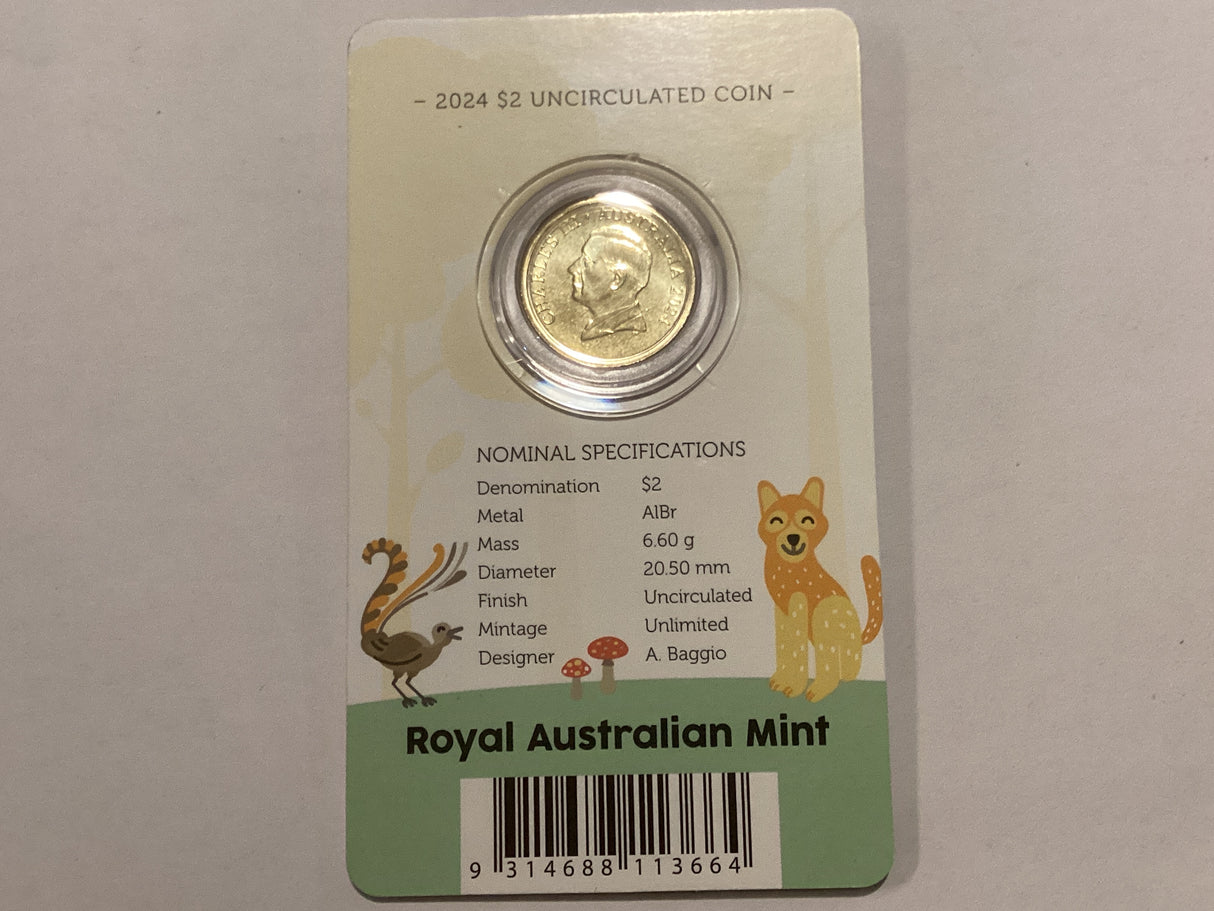 – 2024 $2 UNCIRCULATED COIN –
CHARLES III • AUSTRALIA 2024
NOMINAL SPECIFICATIONS
Denomination $2
Metal AlBr
Mass 6.60 g
Diameter 20.50 mm
Finish Uncirculated
Mintage Unlimited
Designer A. Baggio
Royal Australian Mint
9 314688 113664